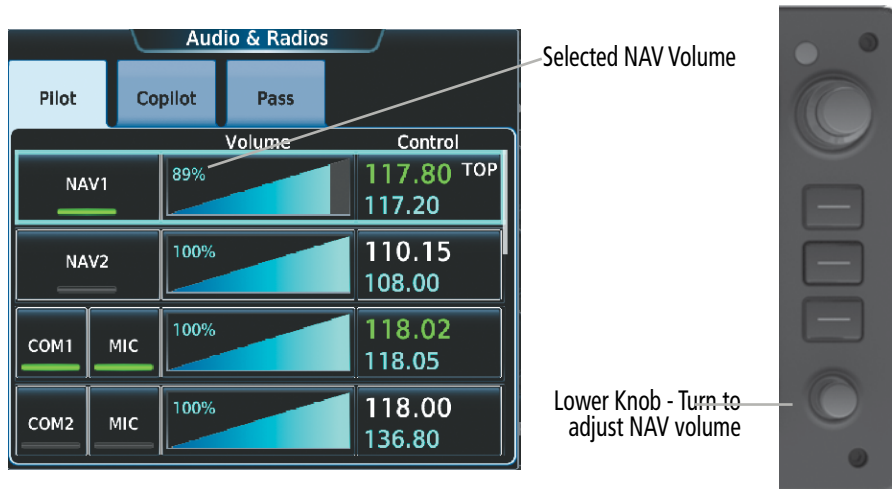 Audio & Radios
Selected NAV Volume
Pilot
Copilot
Pass
Volume
Control
NAV1
89%
117.80 TOP
117.20
NAV2
100%
110.15
108.00
COM1
MIC
100%
118.02
118.05
COM2
MIC
100%
118.00
136.80
Lower Knob - Turn to
adjust NAV volume